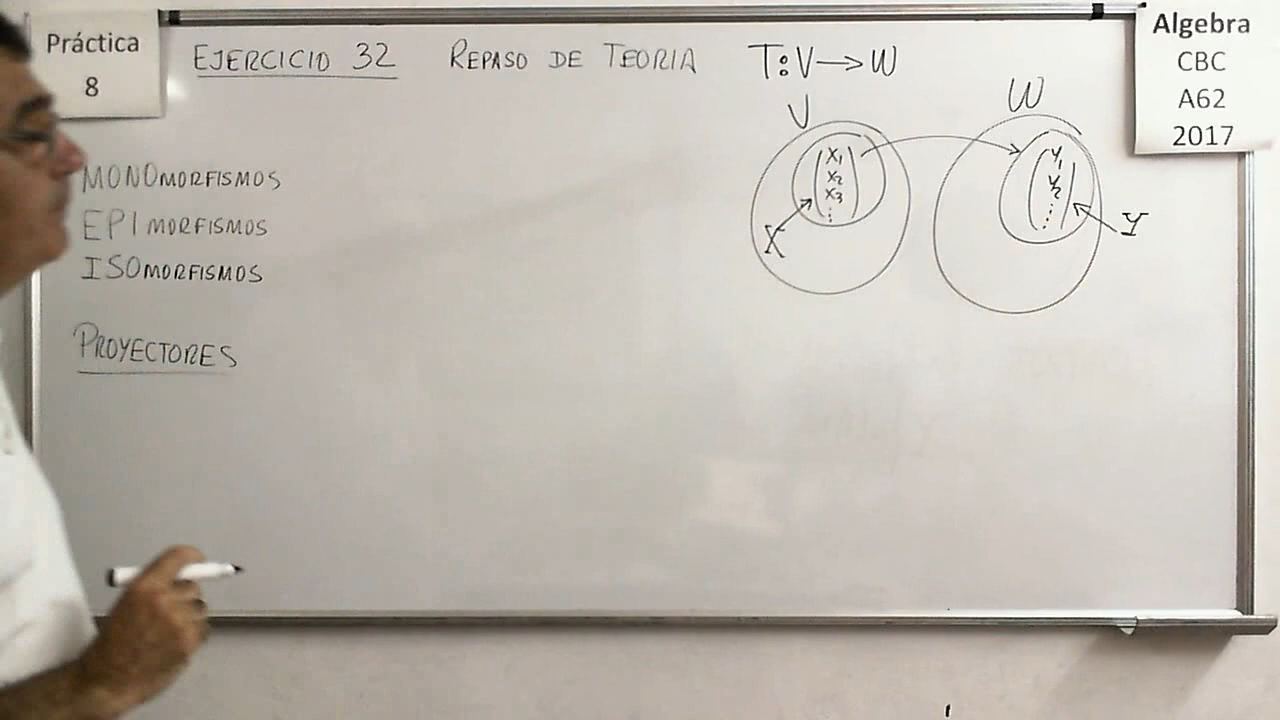 Práctica
8
EJERCICIO 32 REPASO DE TEORIA T:V→W
Algebra
CBC
A62
2017
V
W
X₁
X₂
X₃
⋮
X
Y₁
Y₂
⋮
Y
MONOMORFISMOS
EPIMORFISMOS
ISOMORFISMOS
PROYECTORES